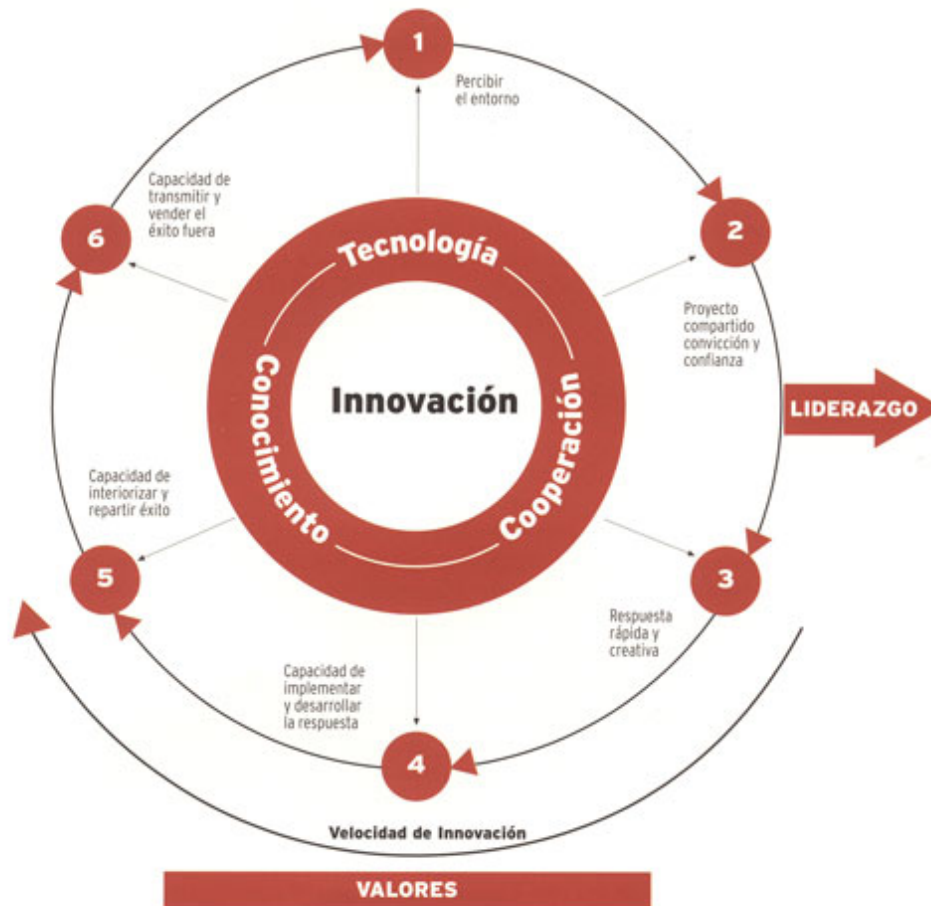 1
Percibir
el entorno
2
Proyecto
compartido
convicción y
confianza
LIDERAZGO
3
Respuesta
rápida y
creativa
4
Capacidad de
implementar
y desarrollar
la respuesta
5
Capacidad de
interiorizar y
repartir éxito
6
Capacidad de
transmitir y
vender el
éxito fuera
Tecnología
Conocimiento
Cooperación
Innovación
Velocidad de Innovación
VALORES